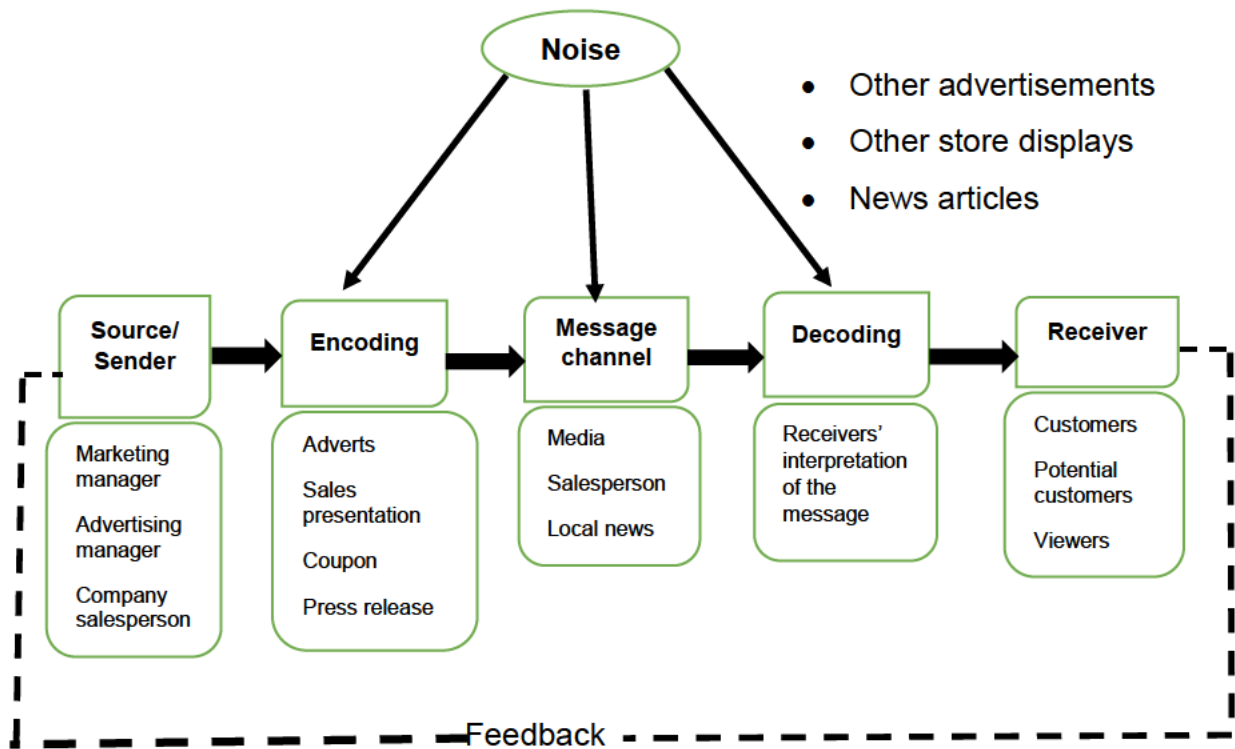 Noise
• Other advertisements
• Other store displays
• News articles
Source/
Sender
Encoding
Message
channel
Decoding
Receiver
Marketing
manager
Advertising
manager
Company
salesperson
Adverts
Sales
presentation
Coupon
Press release
Media
Salesperson
Local news
Receivers’
interpretation
of the
message
Customers
Potential
customers
Viewers
Feedback